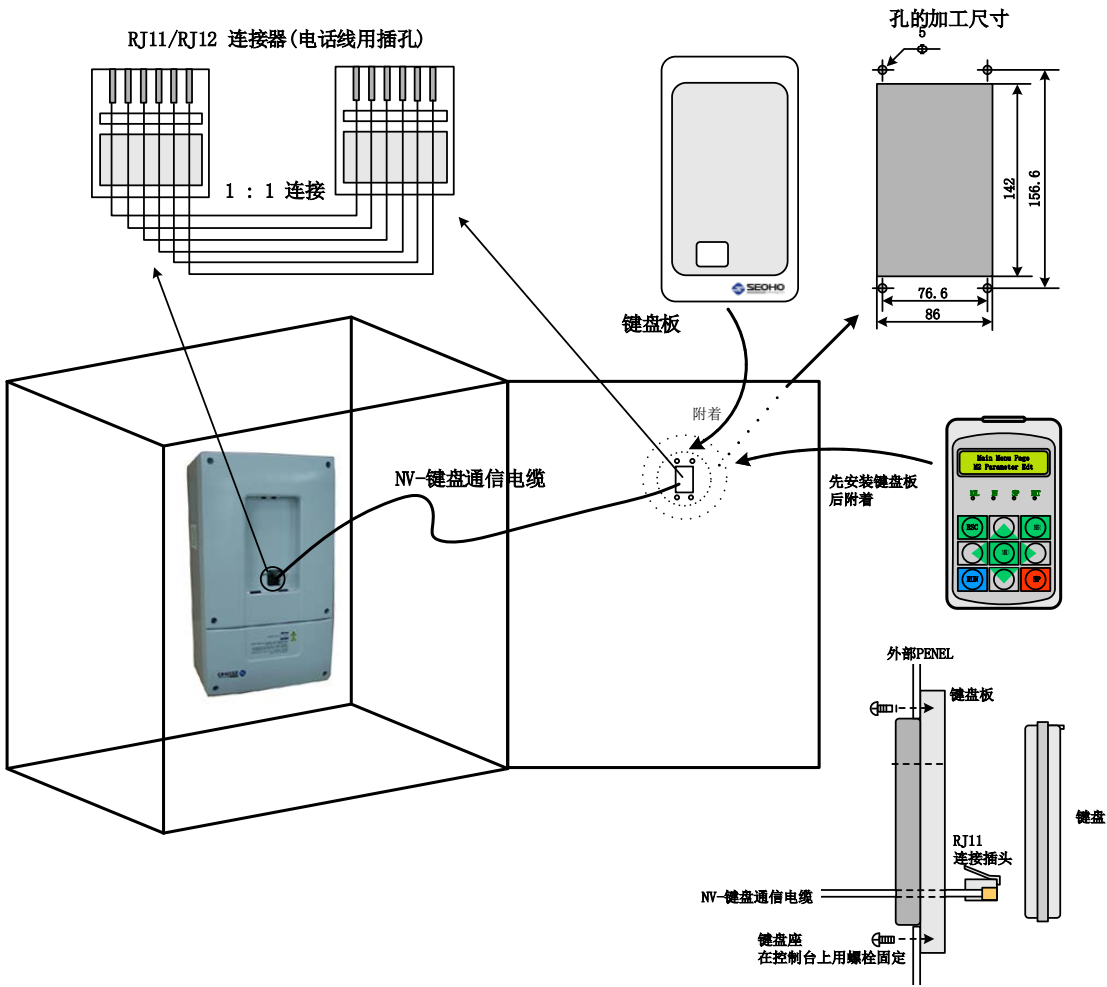 孔的加工尺寸
5
RJ11/RJ12 连接器(电话线用插孔)
1 : 1 连接
142
156.6
76.6
86
SEOHO
键盘板
附着
NV-键盘通信电缆
先安装键盘板
后附着
Main Menu Page
M2 Parameter Edt
ESC
RUN
外部PENEL
键盘板
键盘
RJ11
连接插头
NV-键盘通信电缆
键盘座
在控制台上用螺栓固定